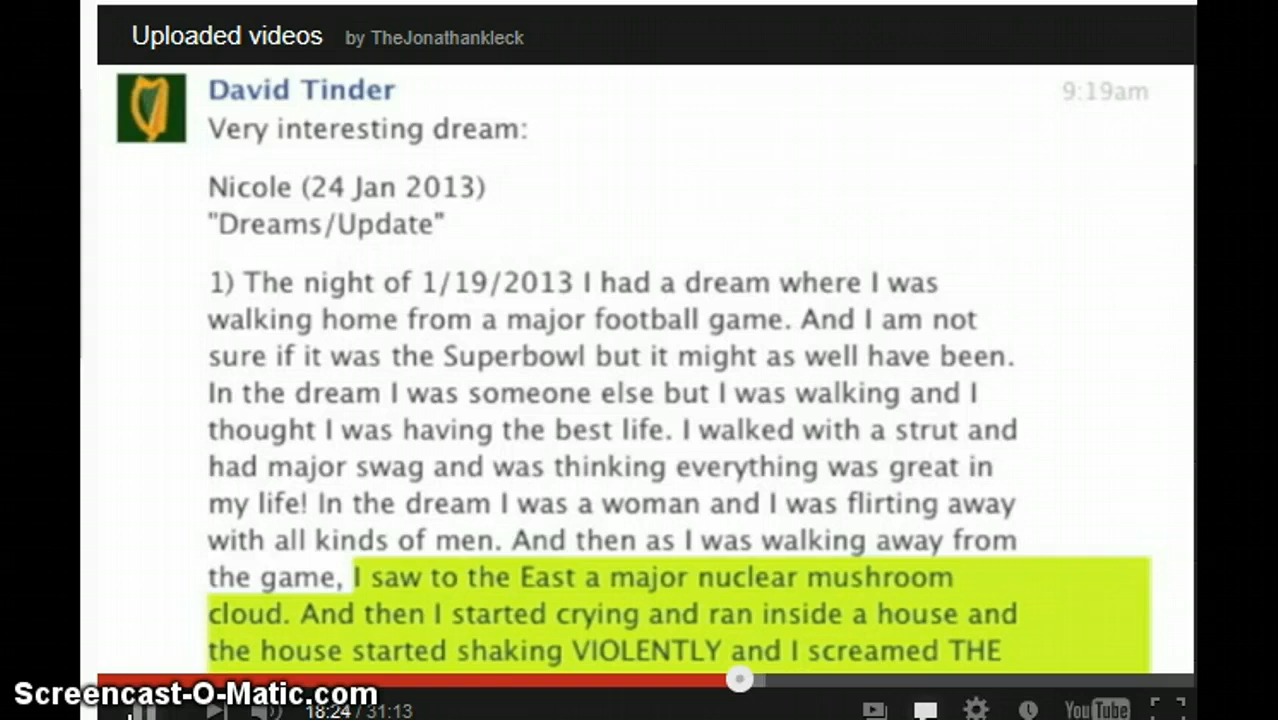 Uploaded videos by TheJonathankleck
David Tinder 9:19am
Very interesting dream:
Nicole (24 Jan 2013)
"Dreams/Update"
1) The night of 1/19/2013 I had a dream where I was
walking home from a major football game. And I am not
sure if it was the Superbowl but it might as well have been.
In the dream I was someone else but I was walking and I
thought I was having the best life. I walked with a strut and
had major swag and was thinking everything was great in
my life! In the dream I was a woman and I was flirting away
with all kinds of men. And then as I was walking away from
the game, I saw to the East a major nuclear mushroom
cloud. And then I started crying and ran inside a house and
the house started shaking VIOLENTLY and I screamed THE
Screencast-O-Matic.com
18:24 / 31:13
YouTube